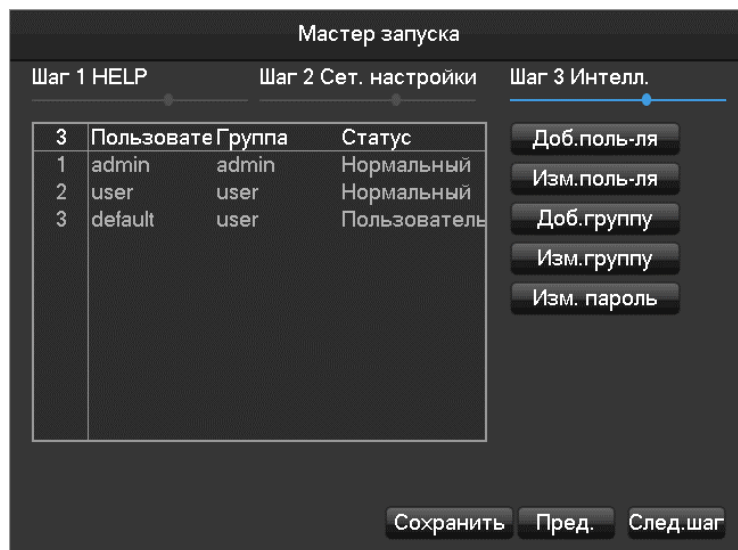 Мастер запуска
Шаг 1 HELP Шаг 2 Сет. настройки Шаг 3 Интелл.
3 Пользовате Группа Статус
1 admin admin Нормальный
2 user user Нормальный
3 default user Пользователь
Доб.поль-ля
Изм.поль-ля
Доб.группу
Изм.группу
Изм. пароль
Сохранить Пред. След.шаг